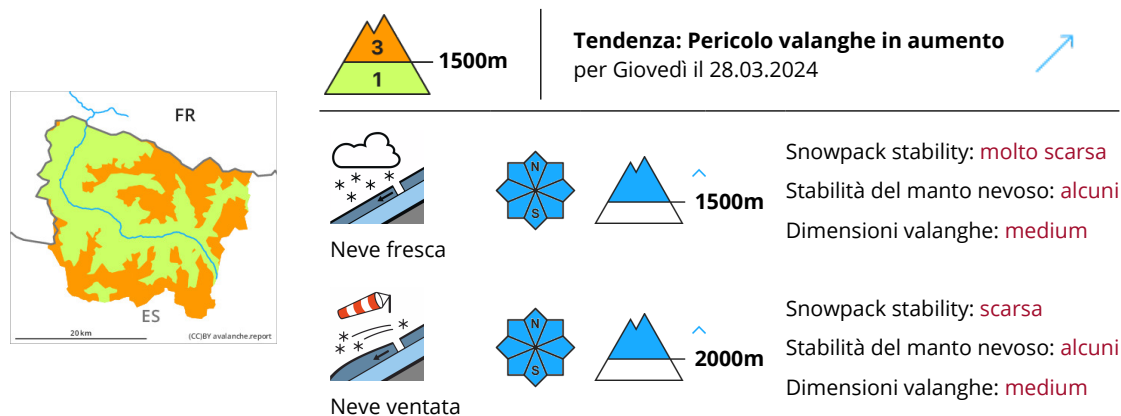 3
1
1500m
Tendenza: Pericolo valanghe in aumento
per Giovedì il 28.03.2024
FR
ES
20 km
(CC)BY avalanche.report
Neve fresca
N
S
1500m
Snowpack stability: molto scarsa
Stabilità del manto nevoso: alcuni
Dimensioni valanghe: medium
Neve ventata
N
S
2000m
Snowpack stability: scarsa
Stabilità del manto nevoso: alcuni
Dimensioni valanghe: medium